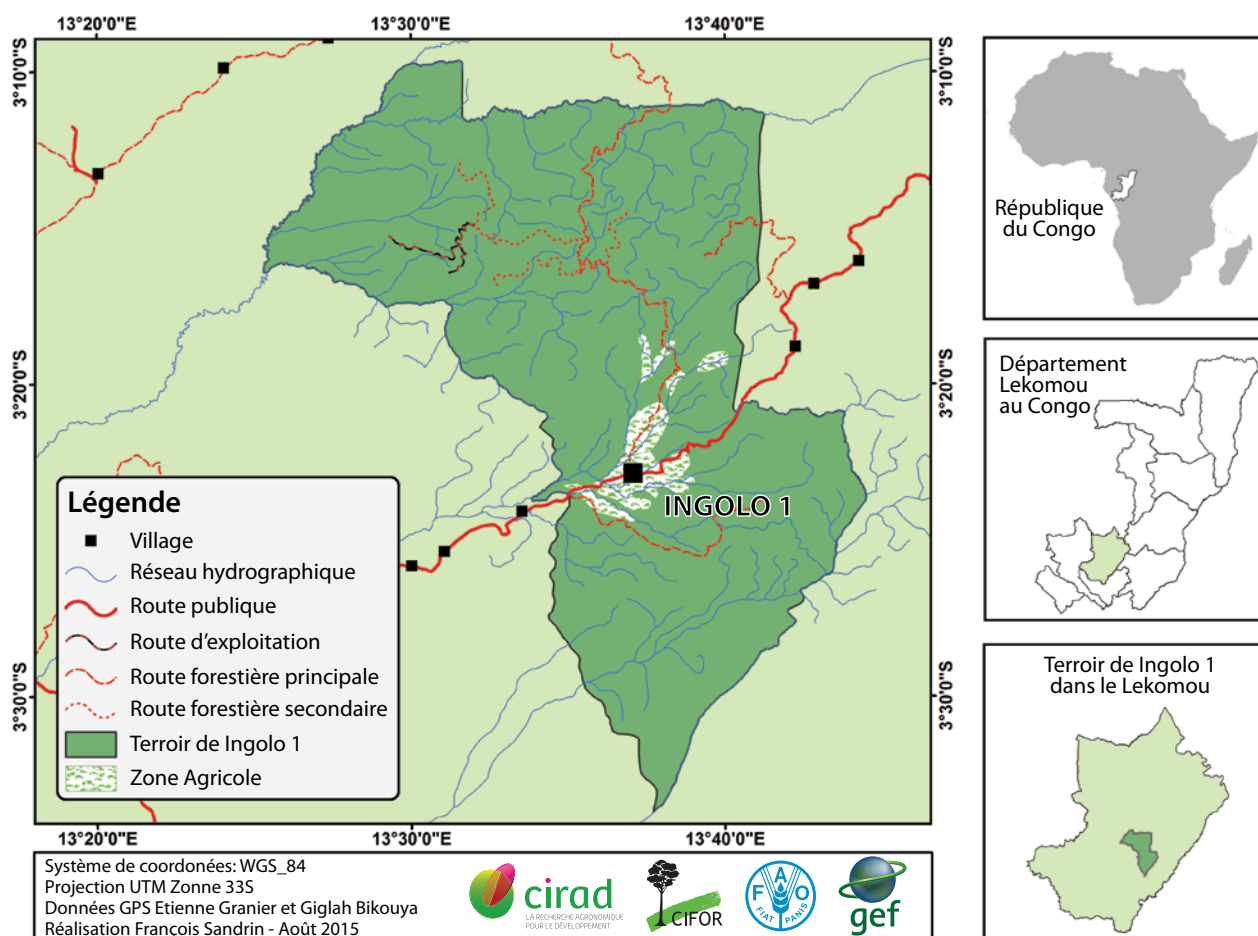 13°20'0"E
13°30'0"E
13°40'0"E
3°10'0"S
3°20'0"S
3°30'0"S
3°10'0"S
3°20'0"S
3°30'0"S
INGOLO 1
Légende
Village
Réseau hydrographique
Route publique
Route d'exploitation
Route forestière principale
Route forestière secondaire
Terroir de Ingolo 1
Zone Agricole
13°20'0"E
13°30'0"E
13°40'0"E
République
du Congo
Département
Lekomou
au Congo
Terroir de Ingolo 1
dans le Lekomou
Système de coordonées: WGS_84
Projection UTM Zonne 33S
Données GPS Etienne Granier et Giglah Bikouya
Réalisation François Sandrin - Août 2015
cirad
LA RECHERCHE AGRONOMIQUE
POUR LE DÉVELOPPEMENT
CIFOR
F A O
FIAT PANIS
gef